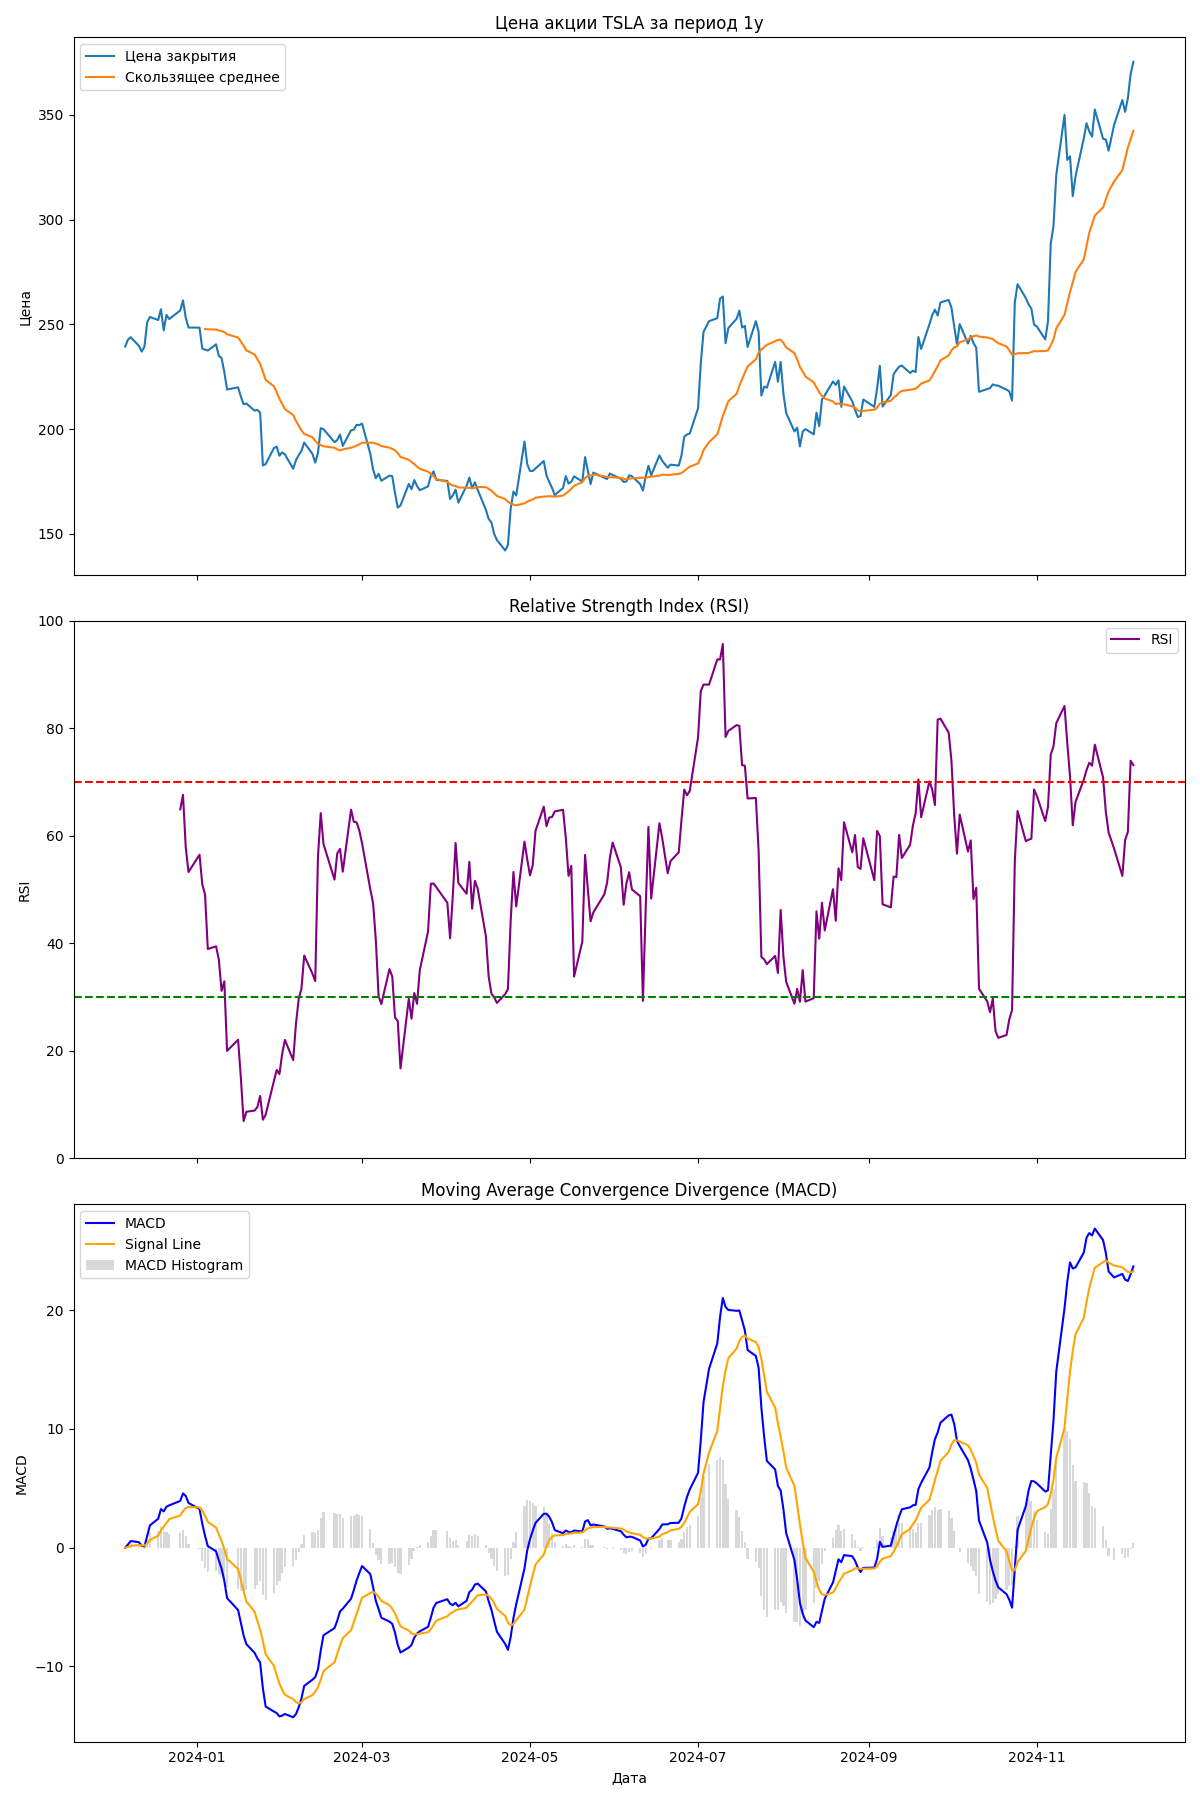 Цена акции TSLA за период 1y
Цена закрытия
Скользящее среднее
Цена
350
300
250
200
150
Relative Strength Index (RSI)
RSI
RSI
100
80
60
40
20
0
Moving Average Convergence Divergence (MACD)
MACD
Signal Line
MACD Histogram
MACD
20
10
0
−10
2024-01
2024-03
2024-05
2024-07
2024-09
2024-11
Дата